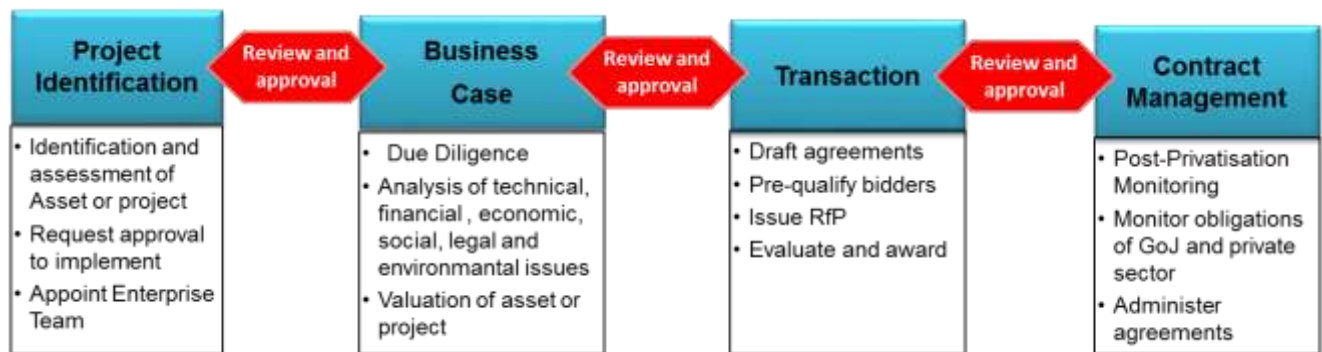 Project
Identification
• Identification and
assessment of
Asset or project
• Request approval
to implement
• Appoint Enterprise
Team
Review and
approval
Business
Case
• Due Diligence
• Analysis of technical,
financial , economic,
social, legal and
environmantal issues
• Valuation of asset or
project
Review and
approval
Transaction
• Draft agreements
• Pre-qualify bidders
• Issue RfP
• Evaluate and award
Review and
approval
Contract
Management
• Post-Privatisation
Monitoring
• Monitor obligations
of GoJ and private
sector
• Administer
agreements